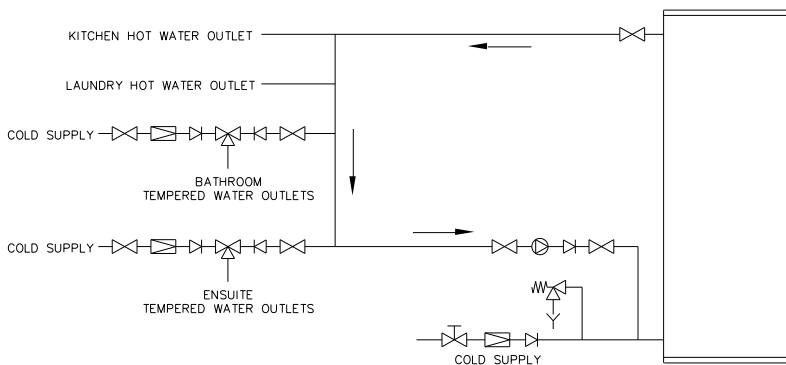 KITCHEN HOT WATER OUTLET
LAUNDRY HOT WATER OUTLET
COLD SUPPLY
BATHROOM
TEMPERED WATER OUTLETS
COLD SUPPLY
ENSUITE
TEMPERED WATER OUTLETS
COLD SUPPLY